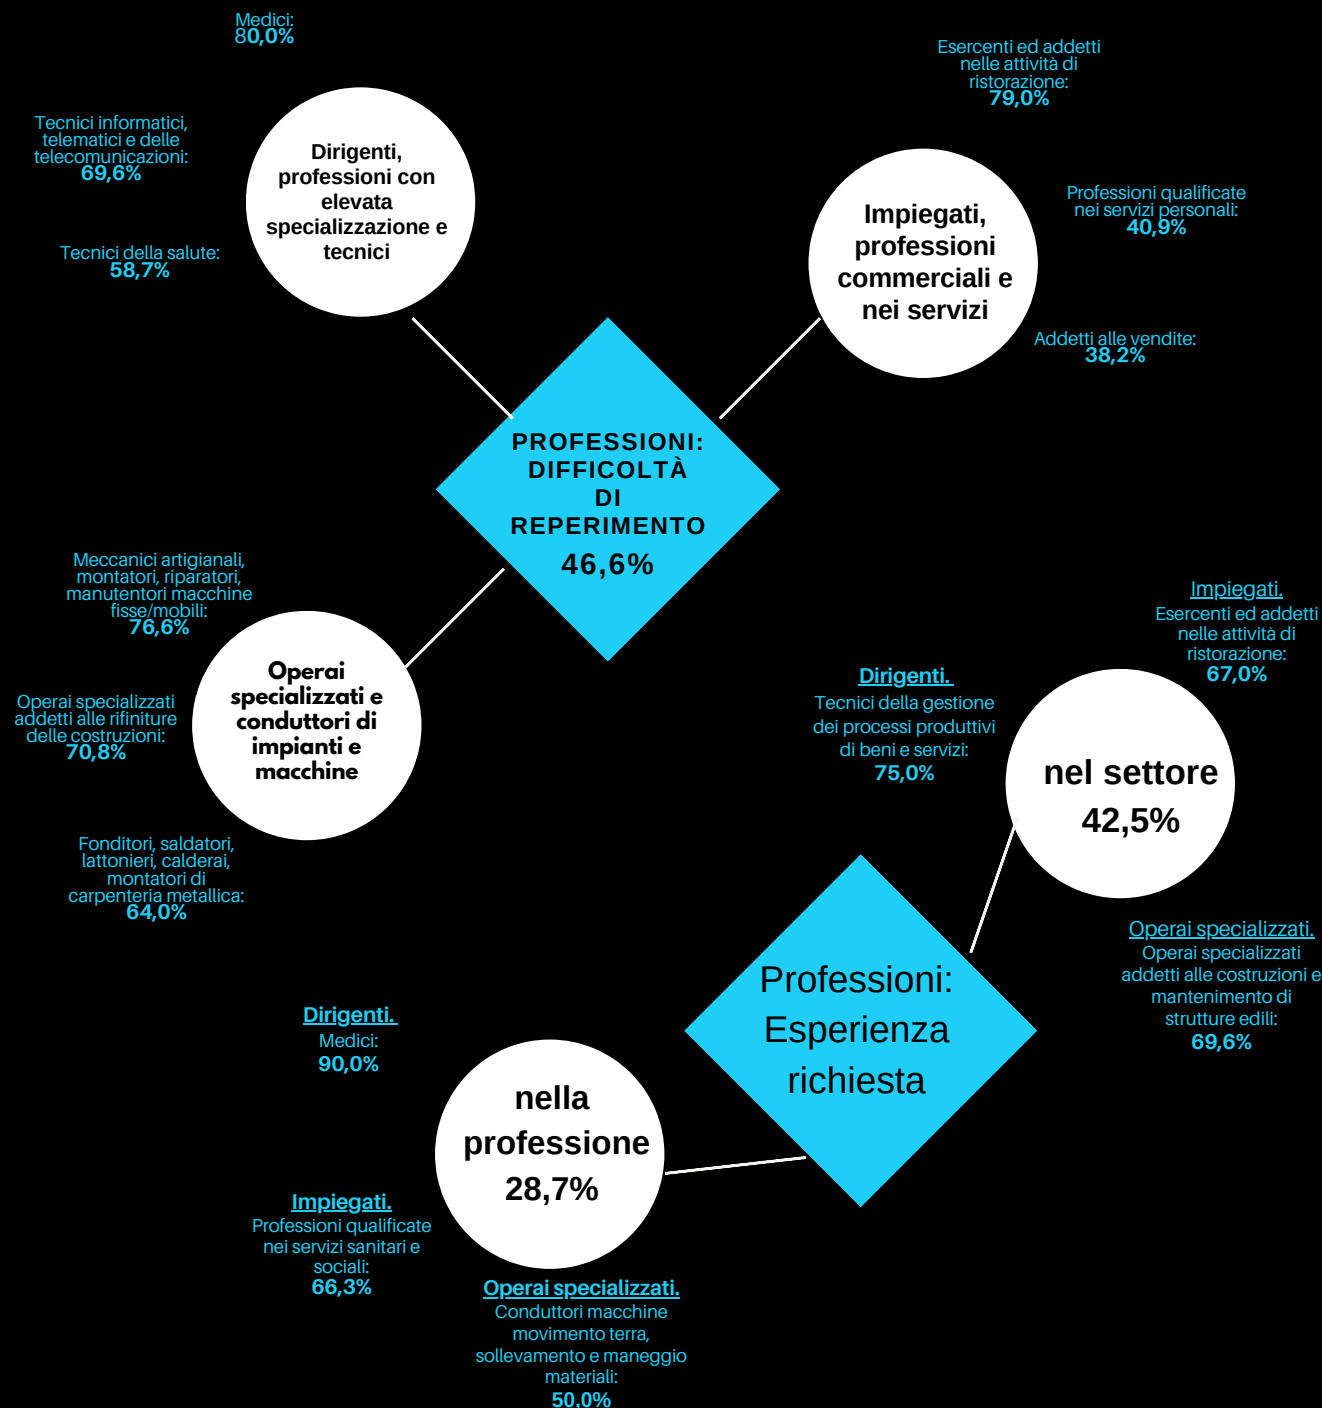 Medici:
80,0%
Tecnici informatici,
telematici e delle
telecomunicazioni:
69,6%
Tecnici della salute:
58,7%
Dirigenti,
professioni con
elevata
specializzazione e
tecnici
Esercenti ed addetti
nelle attività di
ristorazione:
79,0%
Impiegati,
professioni
commerciali e
nei servizi
Professioni qualificate
nei servizi personali:
40,9%
Addetti alle vendite:
38,2%
PROFESSIONI:
DIFFICOLTÀ
DI
REPERIMENTO
46,6%
Meccanici artigianali,
montatori, riparatori,
manutentori macchine
fisse/mobili:
76,6%
Operai
specializzati e
conduttori di
impianti e
macchine
Operai specializzati
addetti alle rifiniture
delle costruzioni:
70,8%
Fonditori, saldatori,
lattonieri, calderai,
montatori di
carpenteria metallica:
64,0%
Impiegati.
Esercenti ed addetti
nelle attività di
ristorazione:
67,0%
Dirigenti.
Tecnici della gestione
dei processi produttivi
di beni e servizi:
75,0%
nel settore
42,5%
Operai specializzati.
Operai specializzati
addetti alle costruzioni e
mantenimento di
strutture edili:
69,6%
Professioni:
Esperienza
richiesta
Dirigenti.
Medici:
90,0%
nella
professione
28,7%
Impiegati.
Professioni qualificate
nei servizi sanitari e
sociali:
66,3%
Operai specializzati.
Conduttori macchine
movimento terra,
sollevamento e maneggio
materiali:
50,0%